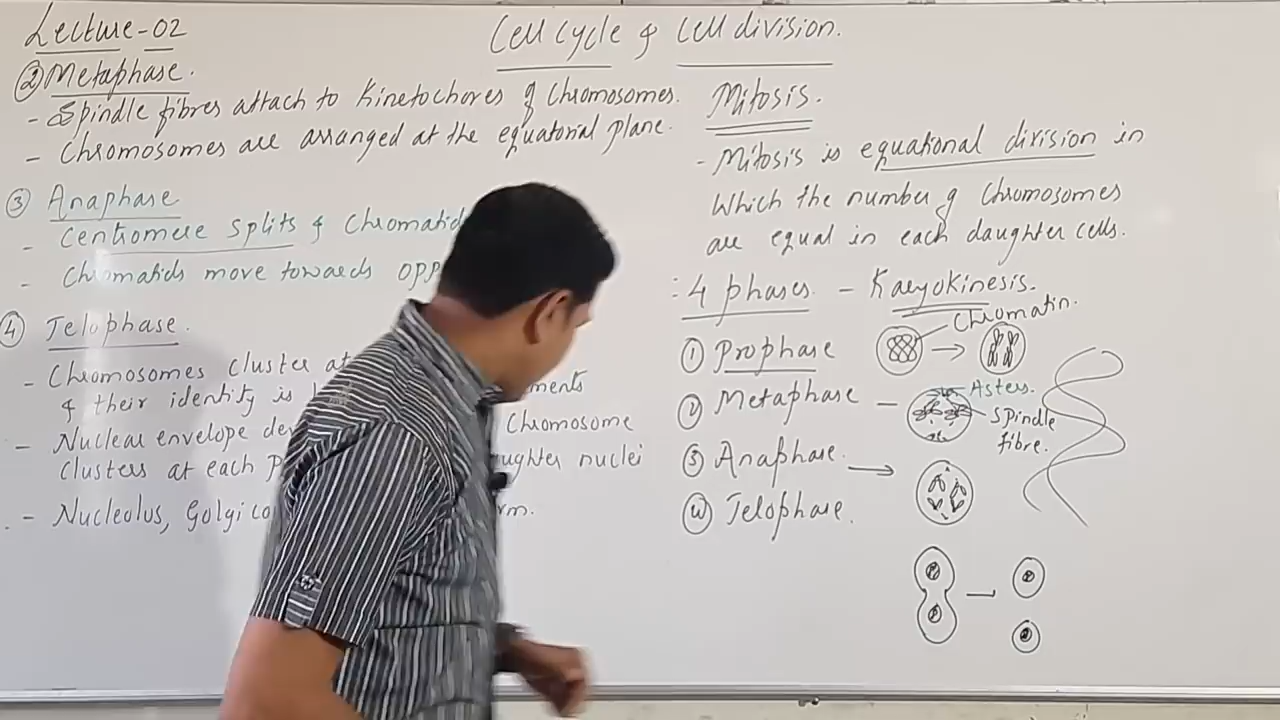 Lecture-02
Cell cycle & Cell division.
② Metaphase.
- Spindle fibres attach to Kinetochores of Chromosomes.
- Chromosomes are arranged at the equatorial plane.
③ Anaphase
- Centromere splits & Chromatid
- Chromatids move towards opp
④ Telophase.
- Chromosomes cluster at
& their identity is ments
- Nuclear envelope dev Chromosome
clusters at each p ughter nuclei
- Nucleolus, Golgi co rm.
Mitosis.
- Mitosis is equational division in
Which the number of Chromosomes
are equal in each daughter cells.
: 4 phases. - Karyokinesis.
Chromatin.
① Prophase
② Metaphase -
Asters.
Spindle
fibre.
③ Anaphase.
④ Telophase.